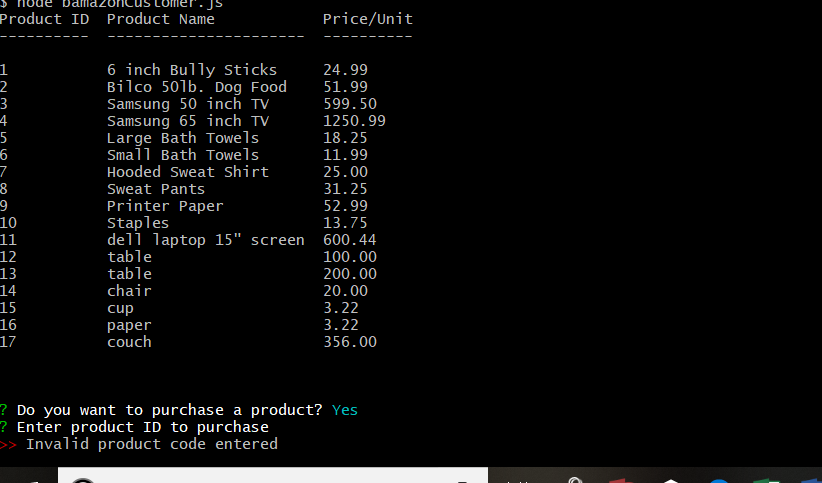 $ node bamazonCustomer.js
Product ID  Product Name            Price/Unit
----------  ----------------------  ----------
1           6 inch Bully Sticks     24.99
2           Bilco 50lb. Dog Food    51.99
3           Samsung 50 inch TV      599.50
4           Samsung 65 inch TV      1250.99
5           Large Bath Towels       18.25
6           Small Bath Towels       11.99
7           Hooded Sweat Shirt      25.00
8           Sweat Pants             31.25
9           Printer Paper           52.99
10          Staples                 13.75
11          dell laptop 15" screen  600.44
12          table                   100.00
13          table                   200.00
14          chair                   20.00
15          cup                     3.22
16          paper                   3.22
17          couch                   356.00
? Do you want to purchase a product? Yes
? Enter product ID to purchase
>> Invalid product code entered